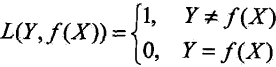 L(Y, f(X)) = { 1, Y ≠ f(X)
0, Y = f(X)